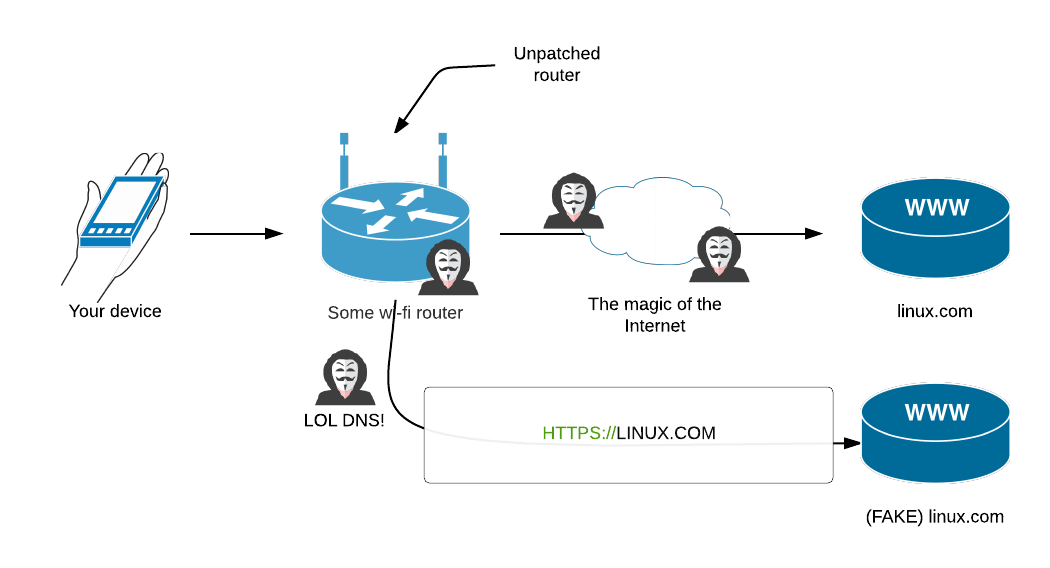 Unpatched
router
WWW
Your device
Some wi-fi router
The magic of the
Internet
linux.com
LOL DNS!
HTTPS://LINUX.COM
WWW
(FAKE) linux.com